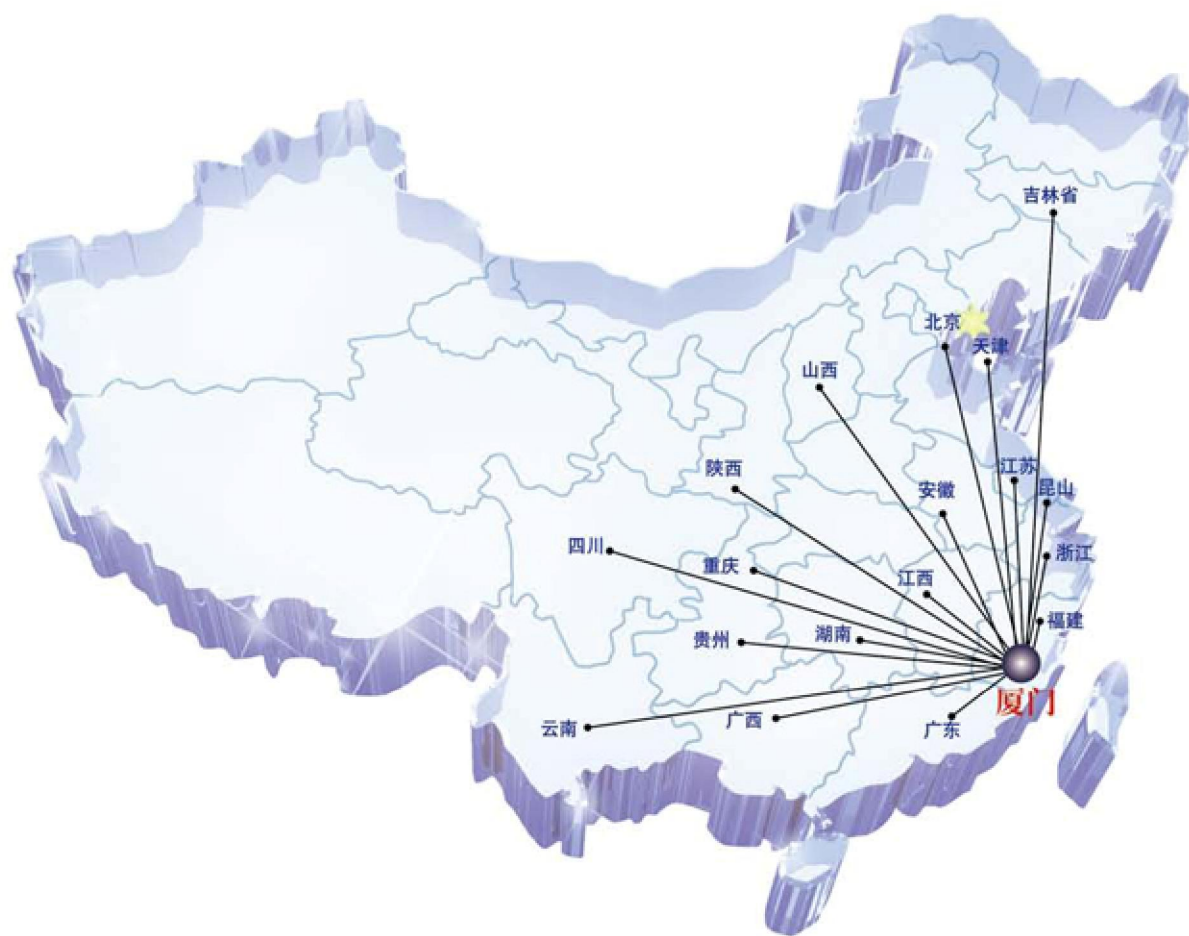 吉林省
北京
天津
山西
陕西
江苏
安徽
昆山
四川
重庆
浙江
江西
福建
贵州
湖南
厦门
云南
广西
广东